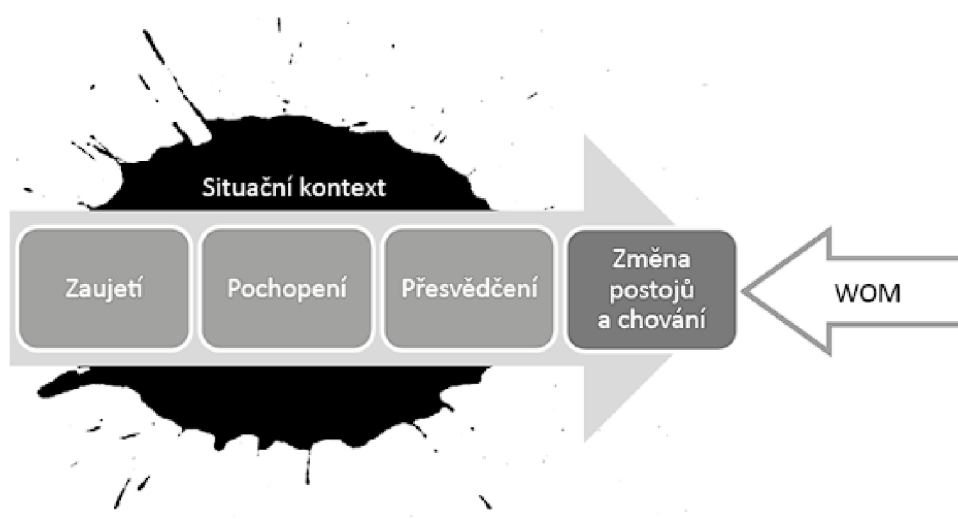 Situační kontext
Zaujetí
Pochopení
Přesvědčení
Změna
postojů
a chování
WOM